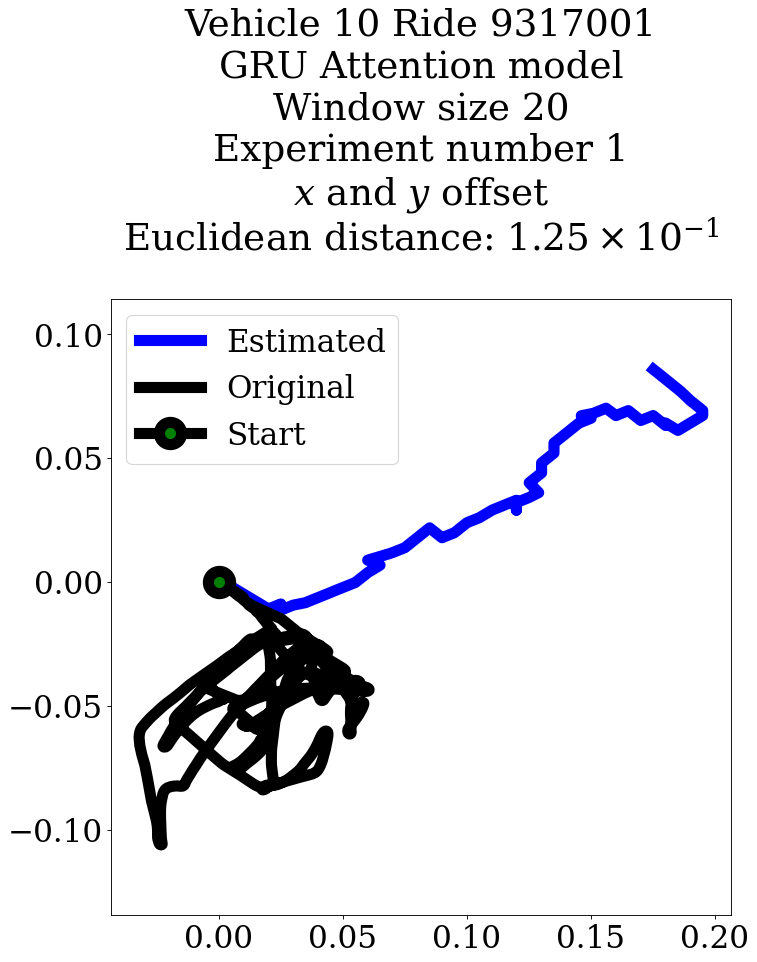 Vehicle 10 Ride 9317001
GRU Attention model
Window size 20
Experiment number 1
x and y offset
Euclidean distance: 1.25 × 10⁻¹
Estimated
Original
Start
0.10
0.05
0.00
−0.05
−0.10
0.00 0.05 0.10 0.15 0.20